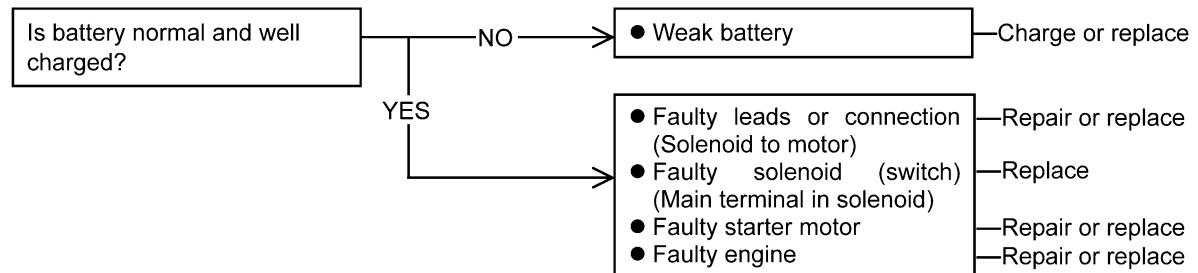 Is battery normal and well
charged?
NO
● Weak battery
Charge or replace
YES
● Faulty leads or connection
(Solenoid to motor)
Repair or replace
● Faulty solenoid (switch)
(Main terminal in solenoid)
Replace
● Faulty starter motor
Repair or replace
● Faulty engine
Repair or replace